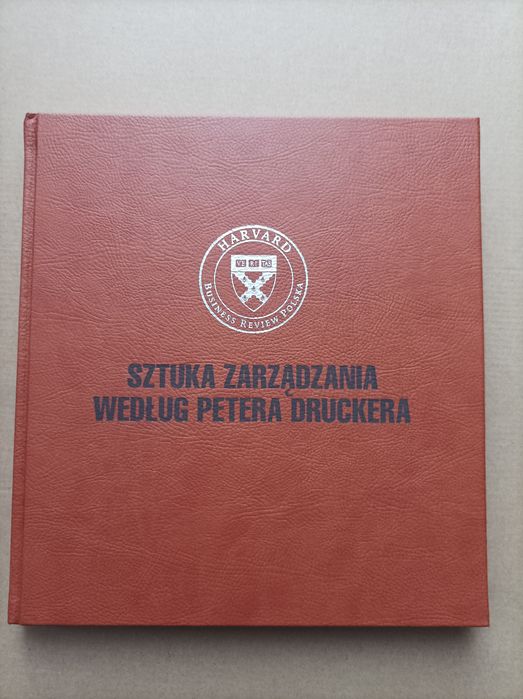 HARVARD
VE RI TAS
BUSINESS REVIEW POLSKA
SZTUKA ZARZĄDZANIA
WEDŁUG PETERA DRUCKERA